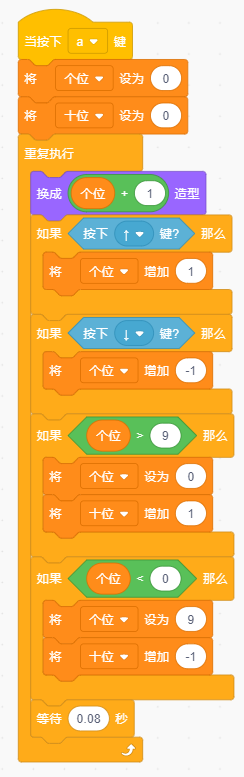 当按下 a 键
将 个位 设为 0
将 十位 设为 0
重复执行
换成 个位 + 1 造型
如果 按下 ↑ 键? 那么
将 个位 增加 1
如果 按下 ↓ 键? 那么
将 个位 增加 -1
如果 个位 > 9 那么
将 个位 设为 0
将 十位 增加 1
如果 个位 < 0 那么
将 个位 设为 9
将 十位 增加 -1
等待 0.08 秒